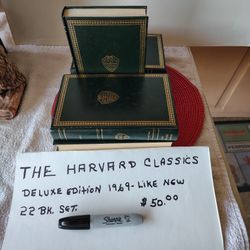 THE HARVARD CLASSICS
DELUXE EDITION 1969-LIKE NEW
22 BK. SET.
$50.00
Sharpie